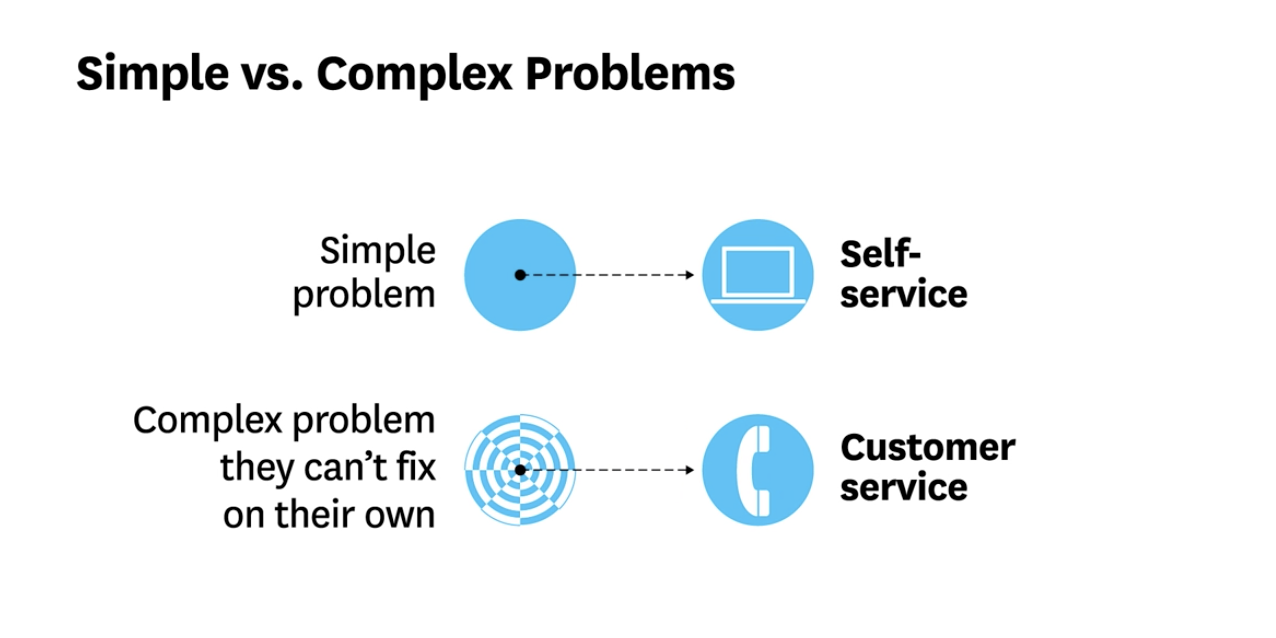 Simple vs. Complex Problems
Simple
problem
Self-
service
Complex problem
they can’t fix
on their own
Customer
service